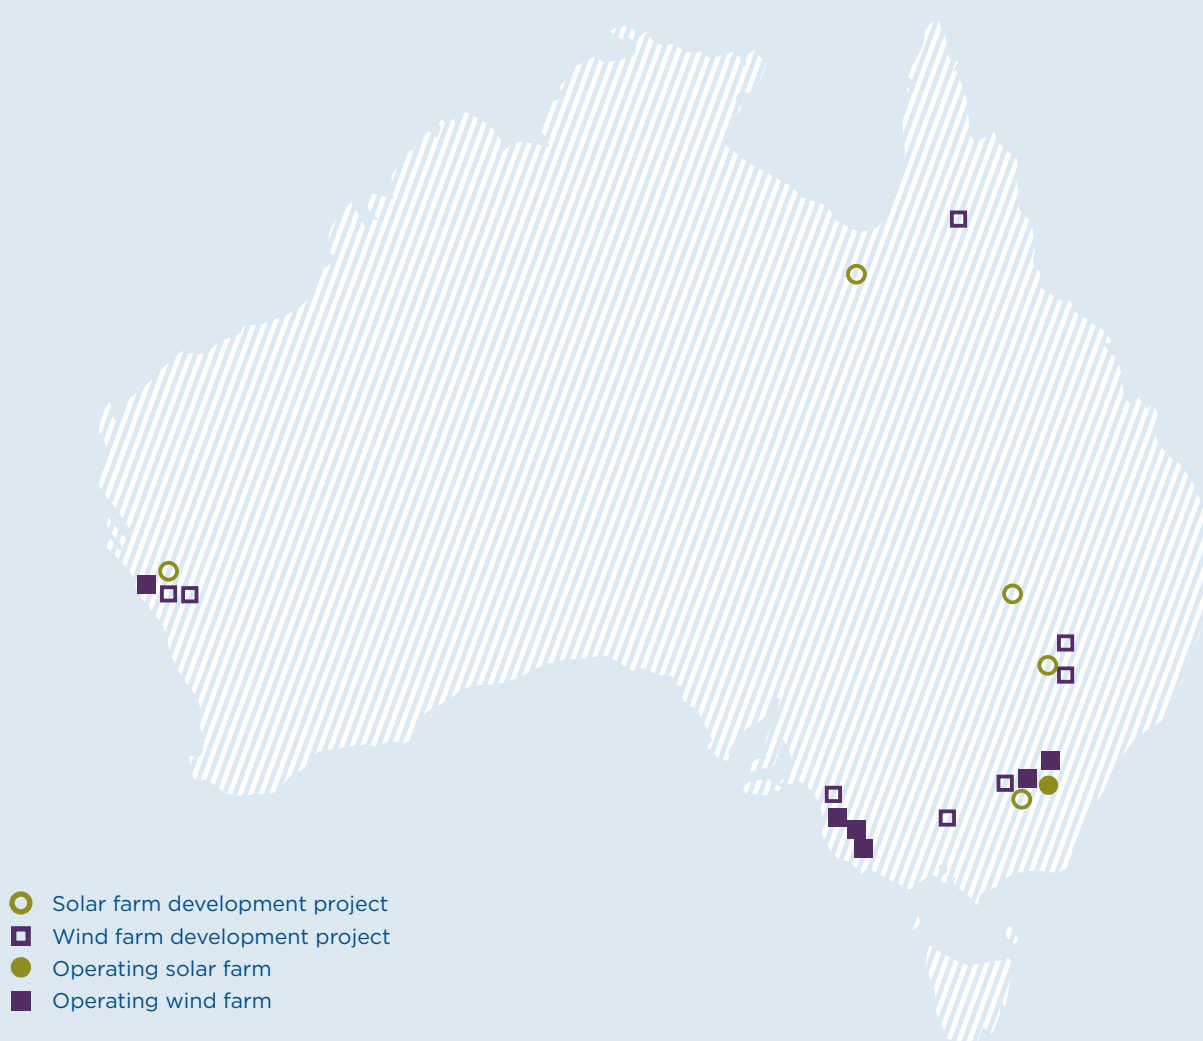 Solar farm development project
Wind farm development project
Operating solar farm
Operating wind farm